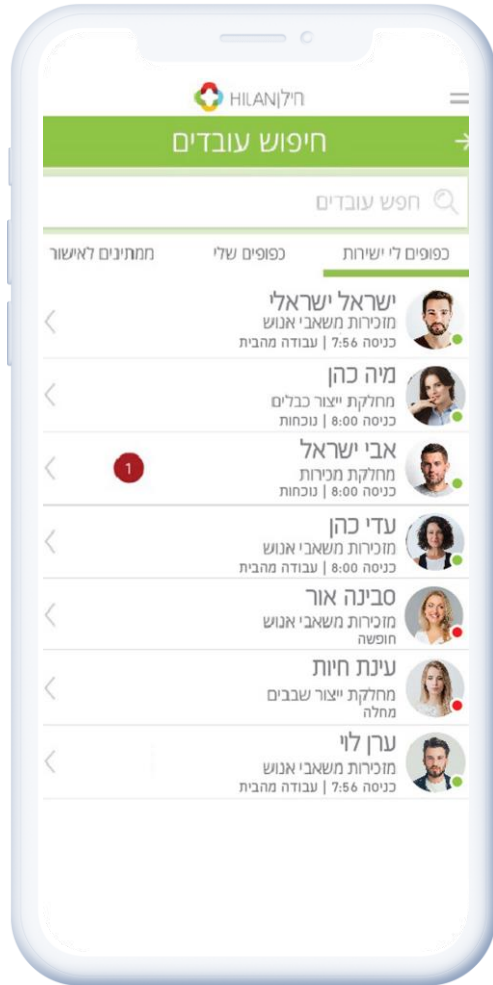 חילן|HILAN
חיפוש עובדים
חפש עובדים
כפופים לי ישירות
כפופים שלי
ממתינים לאישור
ישראל ישראלי
מזכירות משאבי אנוש
כניסה 7:56 | עבודה מהבית
מיה כהן
מחלקת ייצור כבלים
כניסה 8:00 | נוכחות
אבי ישראל
מחלקת מכירות
כניסה 8:00 | נוכחות
1
עדי כהן
מזכירות משאבי אנוש
כניסה 8:00 | עבודה מהבית
סבינה אור
מזכירות משאבי אנוש
חופשה
עינת חיות
מחלקת ייצור שבבים
מחלה
ערן לוי
מזכירות משאבי אנוש
כניסה 7:56 | עבודה מהבית